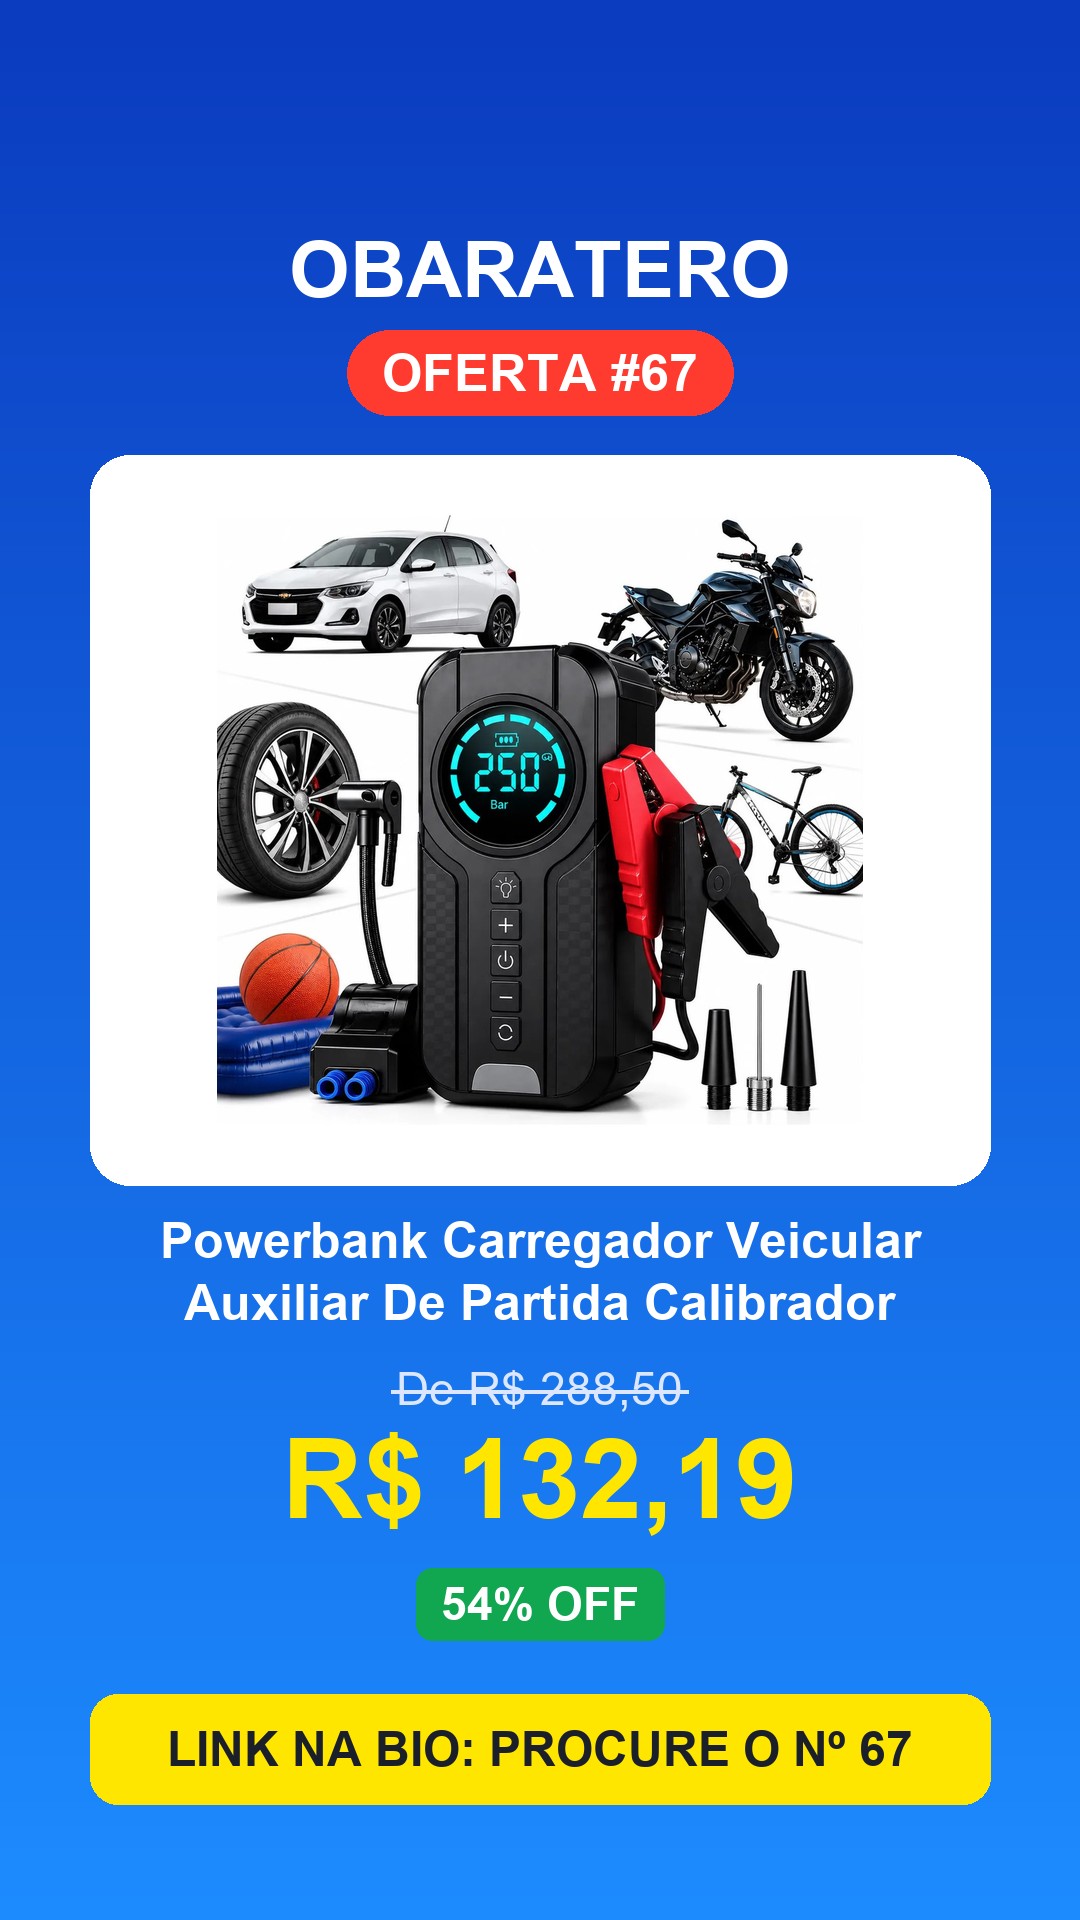 OBARATERO
OFERTA #67
250
Bar
Powerbank Carregador Veicular
Auxiliar De Partida Calibrador
De R$ 288,50
R$ 132,19
54% OFF
LINK NA BIO: PROCURE O Nº 67